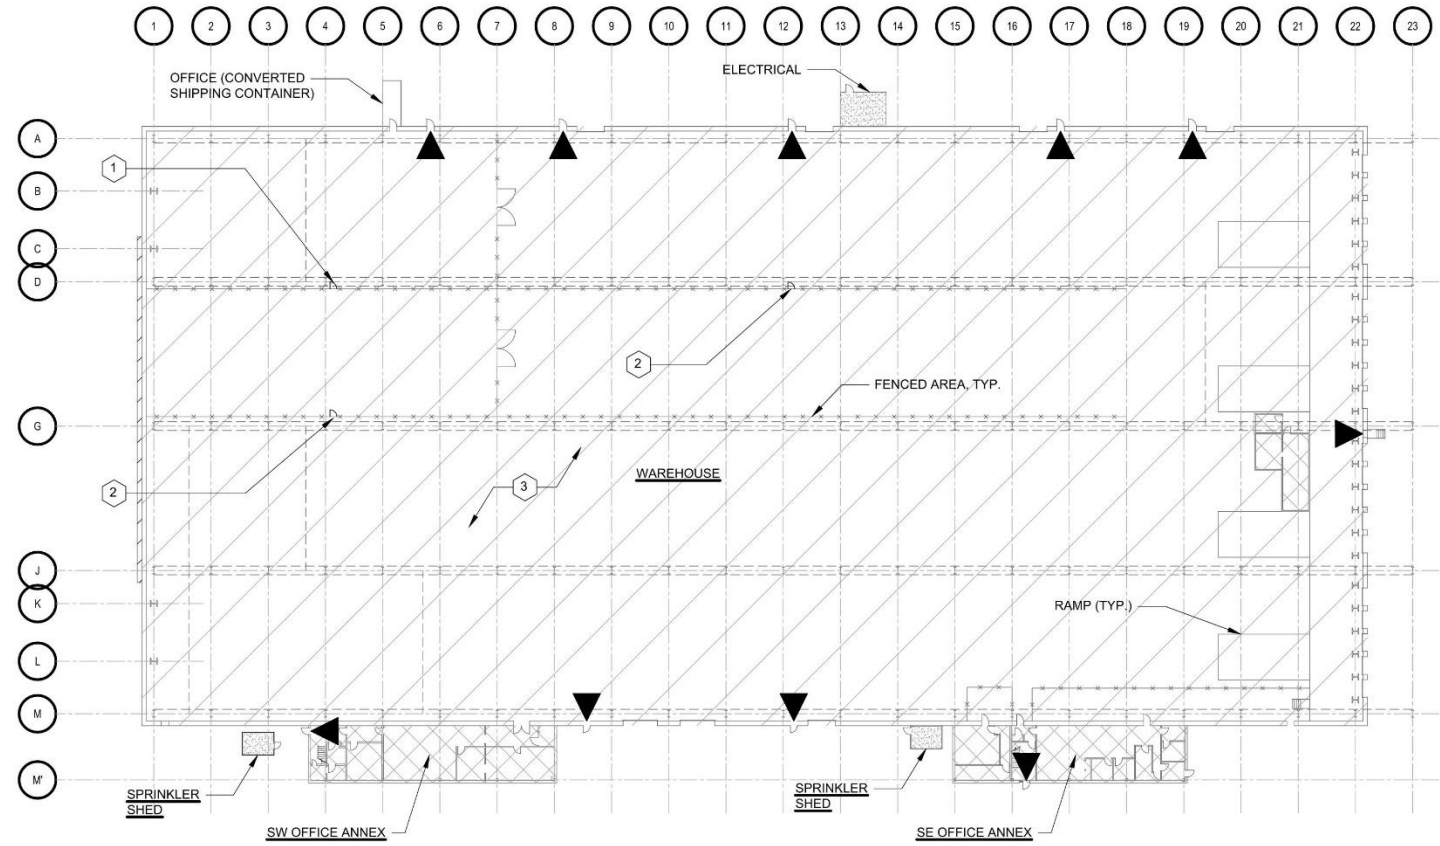 1 2 3 4 5 6 7 8 9 10 11 12 13 14 15 16 17 18 19 20 21 22 23
OFFICE (CONVERTED
SHIPPING CONTAINER)
ELECTRICAL
A
1
B
C
D
2
FENCED AREA, TYP.
G
WAREHOUSE
2
3
J
K
RAMP (TYP.)
L
M
M'
SPRINKLER
SHED
SW OFFICE ANNEX
SPRINKLER
SHED
SE OFFICE ANNEX